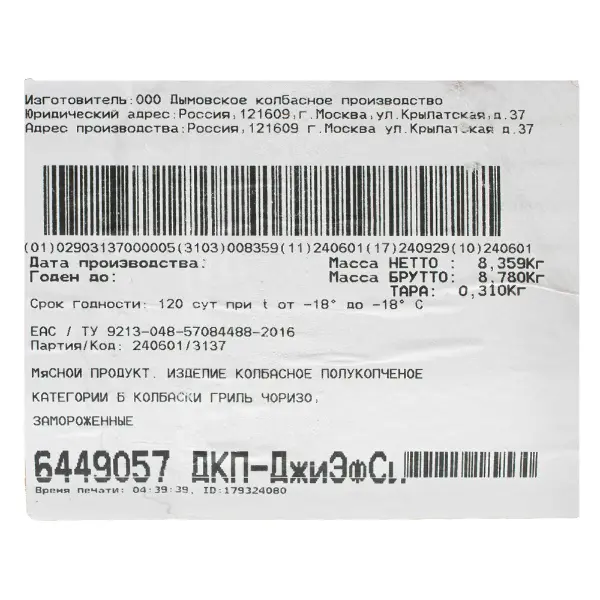 Изготовитель:ООО Дымовское колбасное производство
Юридический адрес:Россия,121609,г.Москва,ул.Крылатская,д.37
Адрес производства:Россия,121609 г.Москва ул.Крылатская д.37
(01)02903137000005(3103)008359(11)240601(17)240929(10)240601
Дата производства: Масса НЕТТО : 8,359Кг
Годен до: Масса БРУТТО: 8,780Кг
ТАРА: 0,310Кг
Срок годности: 120 сут при t от -18° до -18° С
ЕАС / ТУ 9213-048-57084488-2016
Партия/Код: 240601/3137
МЯСНОЙ ПРОДУКТ. ИЗДЕЛИЕ КОЛБАСНОЕ ПОЛУКОПЧЕНОЕ
КАТЕГОРИИ Б КОЛБАСКИ ГРИЛЬ ЧОРИЗО,
ЗАМОРОЖЕННЫЕ
6449057 ДКП-ДжиЭфСи
Время печати: 04:39:39, ID:179324080